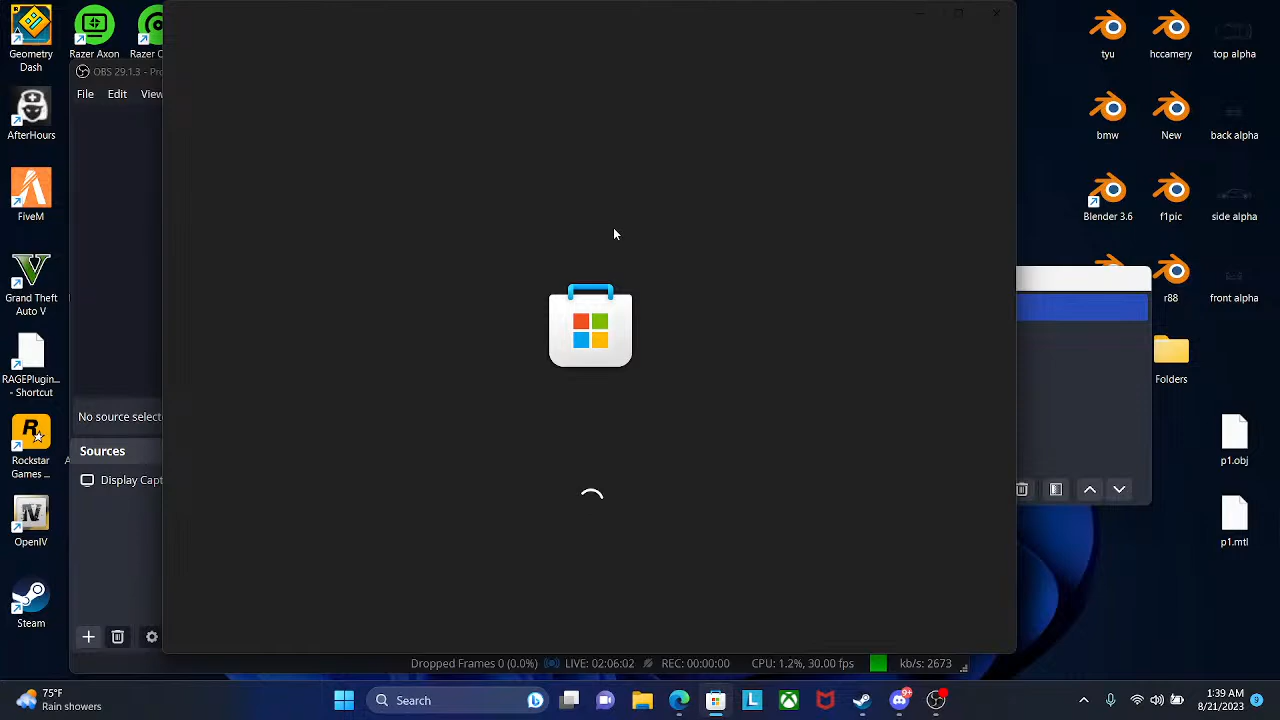 Geometry
Dash
Razer Axon
Razer C
AfterHours
FiveM
Grand Theft
Auto V
RAGEPlugin...
- Shortcut
Rockstar
Games ...
A
OpenIV
Steam
OBS 29.1.3 - Pro
File
Edit
View
No source select
Sources
Display Capt
Dropped Frames 0 (0.0%)
LIVE: 02:06:02
REC: 00:00:00
CPU: 1.2%, 30.00 fps
kb/s: 2673
tyu
hccamery
top alpha
bmw
New
back alpha
Blender 3.6
f1pic
side alpha
r88
front alpha
Folders
p1.obj
p1.mtl
75°F
Rain showers
Search
L
9+
1:39 AM
8/21/2023